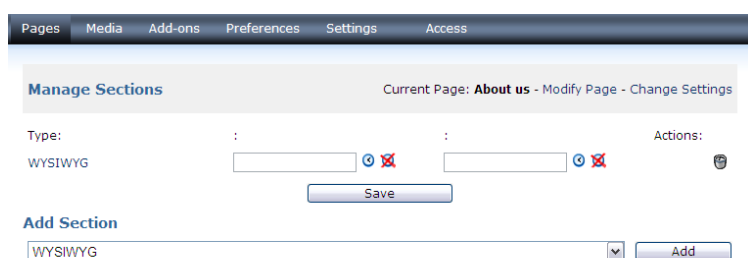 Pages Media Add-ons Preferences Settings Access
Manage Sections Current Page: About us - Modify Page - Change Settings
Type: : : Actions:
WYSIWYG
Save
Add Section
WYSIWYG Add